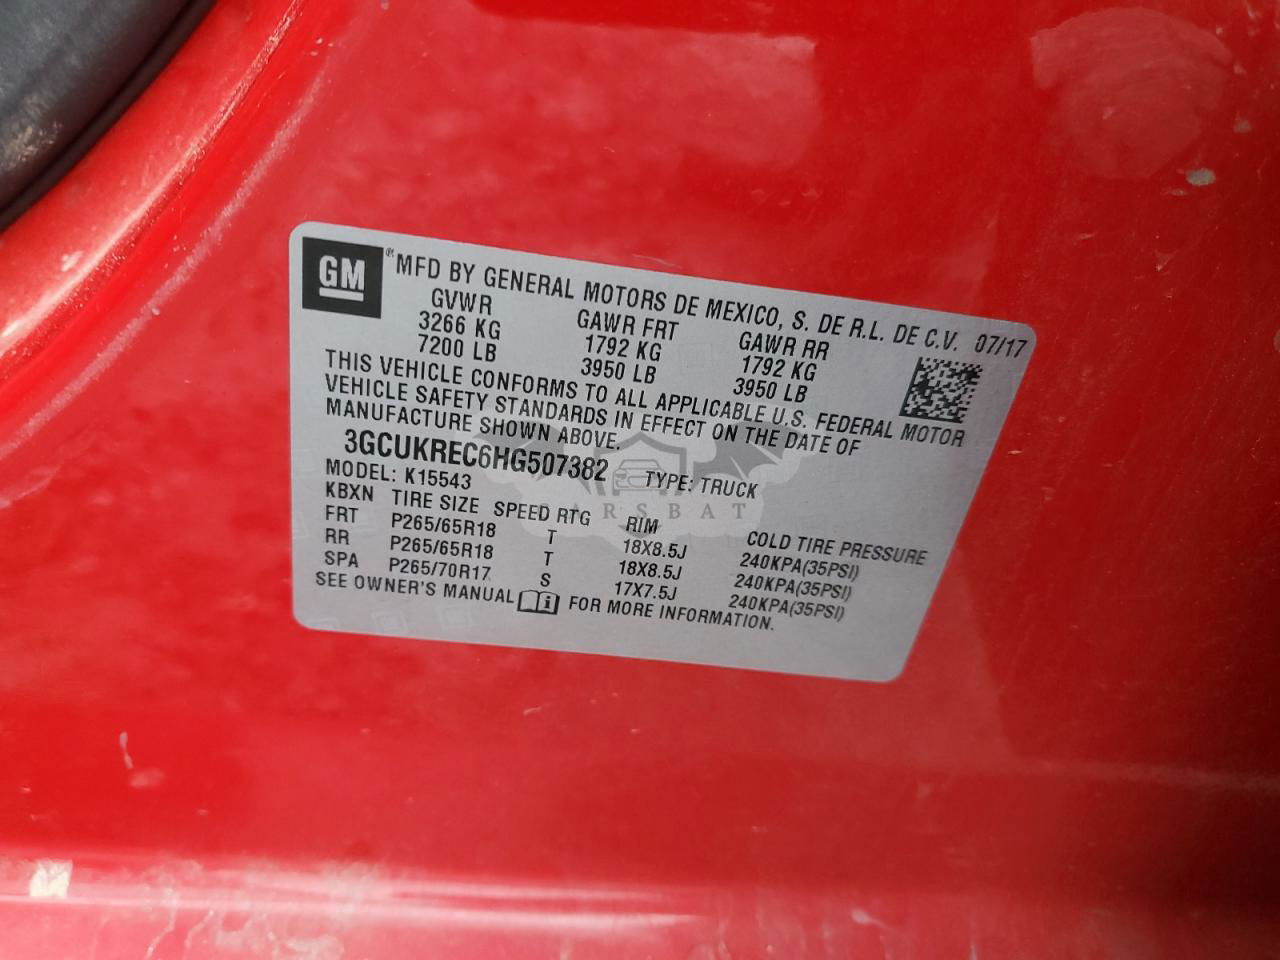 GM
®MFD BY GENERAL MOTORS DE MEXICO, S. DE R.L. DE C.V. 07/17
GVWR GAWR FRT GAWR RR
3266 KG 1792 KG 1792 KG
7200 LB 3950 LB 3950 LB
THIS VEHICLE CONFORMS TO ALL APPLICABLE U.S. FEDERAL MOTOR
VEHICLE SAFETY STANDARDS IN EFFECT ON THE DATE OF
MANUFACTURE SHOWN ABOVE.
3GCUKREC6HG507382 TYPE: TRUCK
MODEL: K15543
KBXN TIRE SIZE SPEED RTG RIM COLD TIRE PRESSURE
FRT P265/65R18 T 18X8.5J 240KPA(35PSI)
RR P265/65R18 T 18X8.5J 240KPA(35PSI)
SPA P265/70R17 S 17X7.5J 240KPA(35PSI)
SEE OWNER'S MANUAL i FOR MORE INFORMATION.
ARSBAT